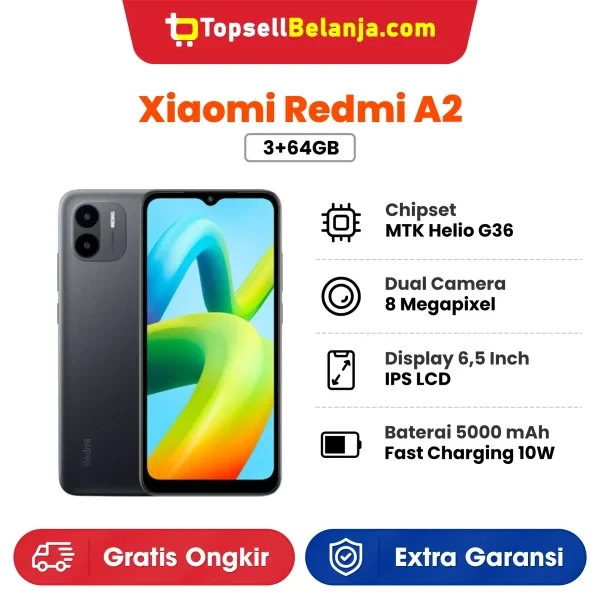 TopsellBelanja.com
Xiaomi Redmi A2
3+64GB
Chipset
MTK Helio G36
Dual Camera
8 Megapixel
Display 6,5 Inch
IPS LCD
Baterai 5000 mAh
Fast Charging 10W
Redmi
Gratis Ongkir
Extra Garansi